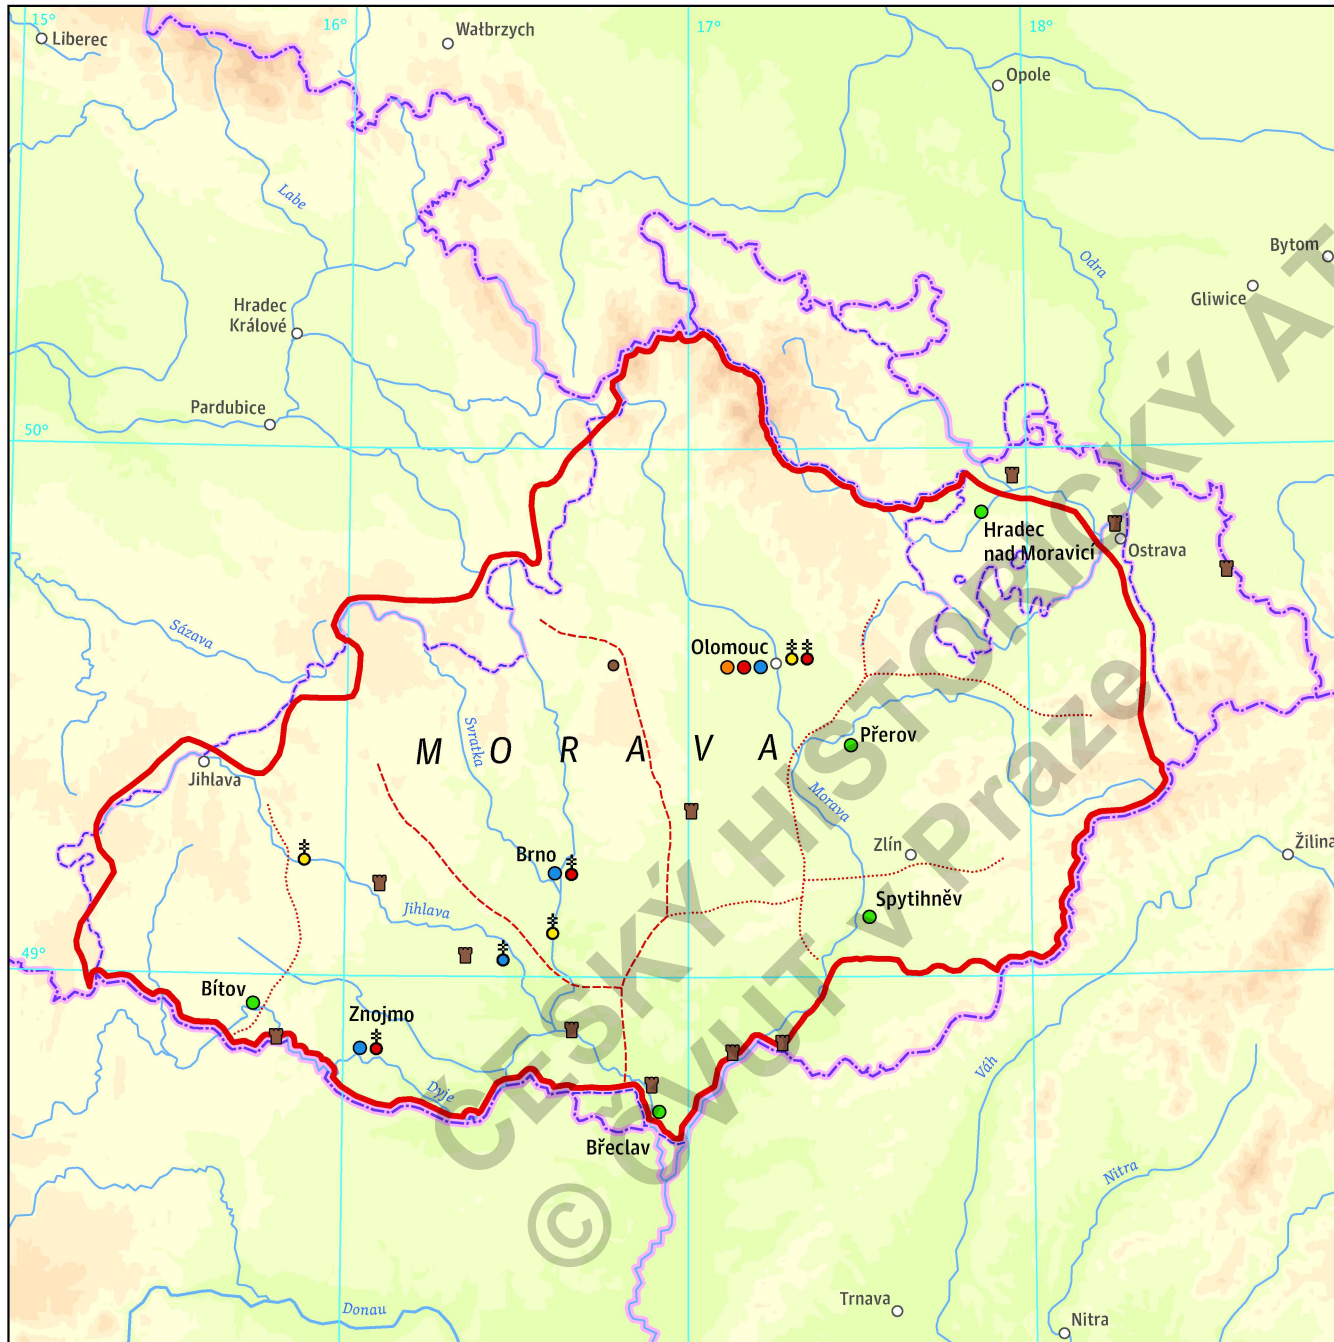 15°
16°
17°
18°
Liberec
Wałbrzych
Opole
Labe
Odra
Bytom
Gliwice
Hradec
Králové
Pardubice
50°
Hradec
nad Moravicí
Ostrava
Sázava
Olomouc
Svratka
MORAVA
Přerov
Jihlava
Morava
Brno
Zlín
Žilina
Jihlava
Spytihněv
49°
Bítov
Znojmo
Dyje
Váh
Břeclav
Nitra
Donau
Trnava
Nitra
ČESKÝ HISTORICKÝ AT
© ČVUT v Praze